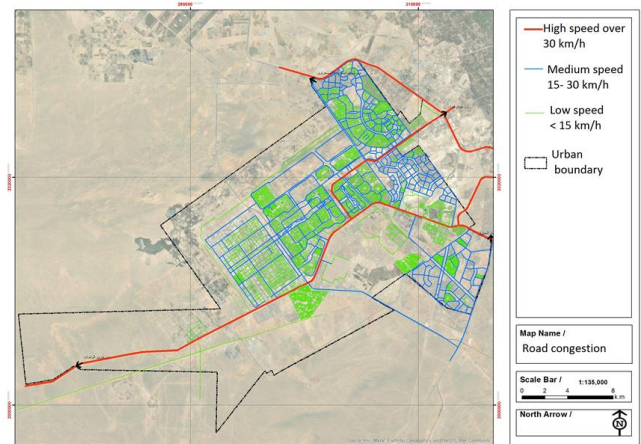 High speed over
30 km/h
Medium speed
15- 30 km/h
Low speed
< 15 km/h
Urban
boundary
Map Name /
Road congestion
Scale Bar /
1:135,000
0 2 4 8
k.m
North Arrow /
N